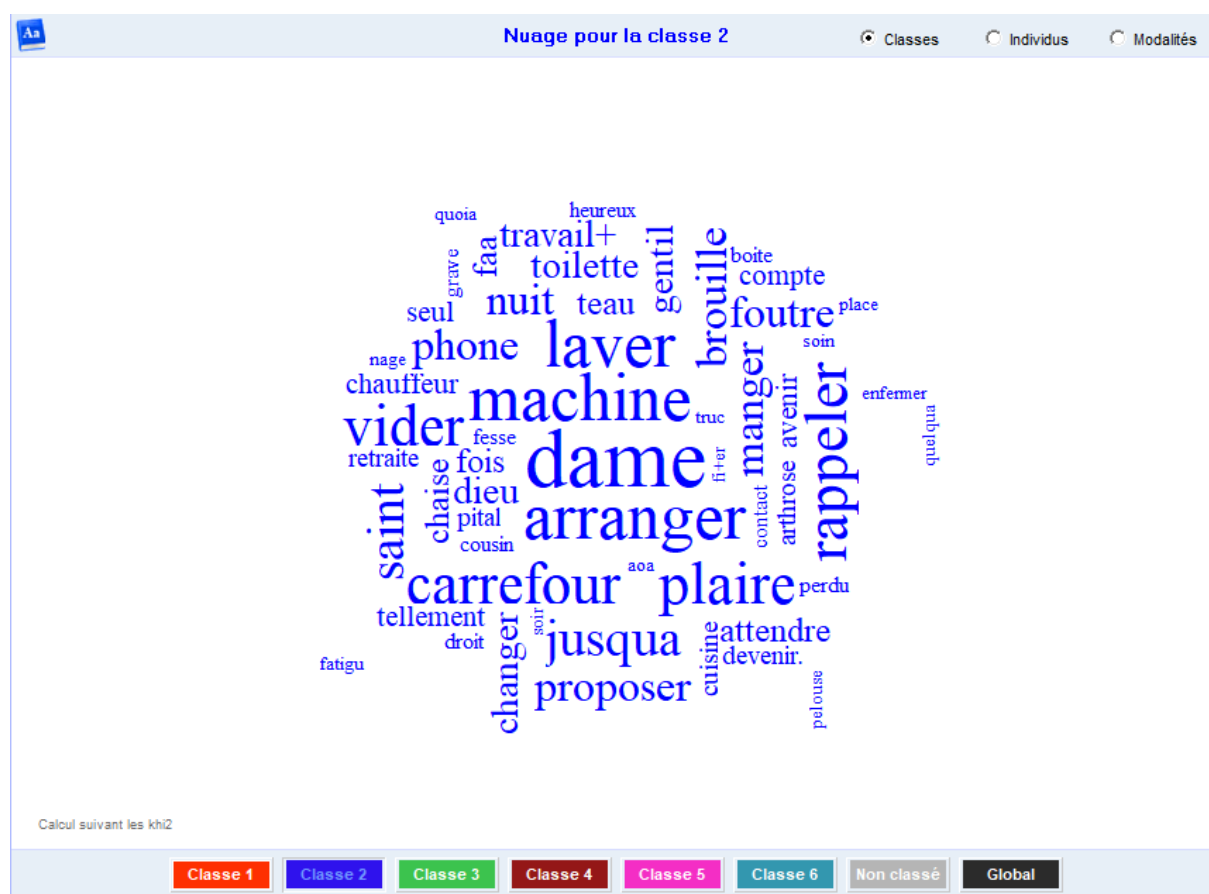 Aa
Nuage pour la classe 2
Classes
Individus
Modalités
quoia
heureux
travail+
faa
grave
toilette
gentil
brouille
boite
compte
nuit
teau
seul
foutre
place
phone
laver
soin
nage
chauffeur
machine
manger
avenir
rappeler
enfermer
quelqua
vider
truc
fesse
retraite
fois
dame
fi+er
chaise
dieu
arthrose
contact
saint
pital
arranger
cousin
carrefour
aoa
plaire
perdu
tellement
droit
soir
jusqua
attendre
changer
cuisine
devenir.
fatigu
proposer
pelouse
Calcul suivant les khi2
Classe 1
Classe 2
Classe 3
Classe 4
Classe 5
Classe 6
Non classé
Global